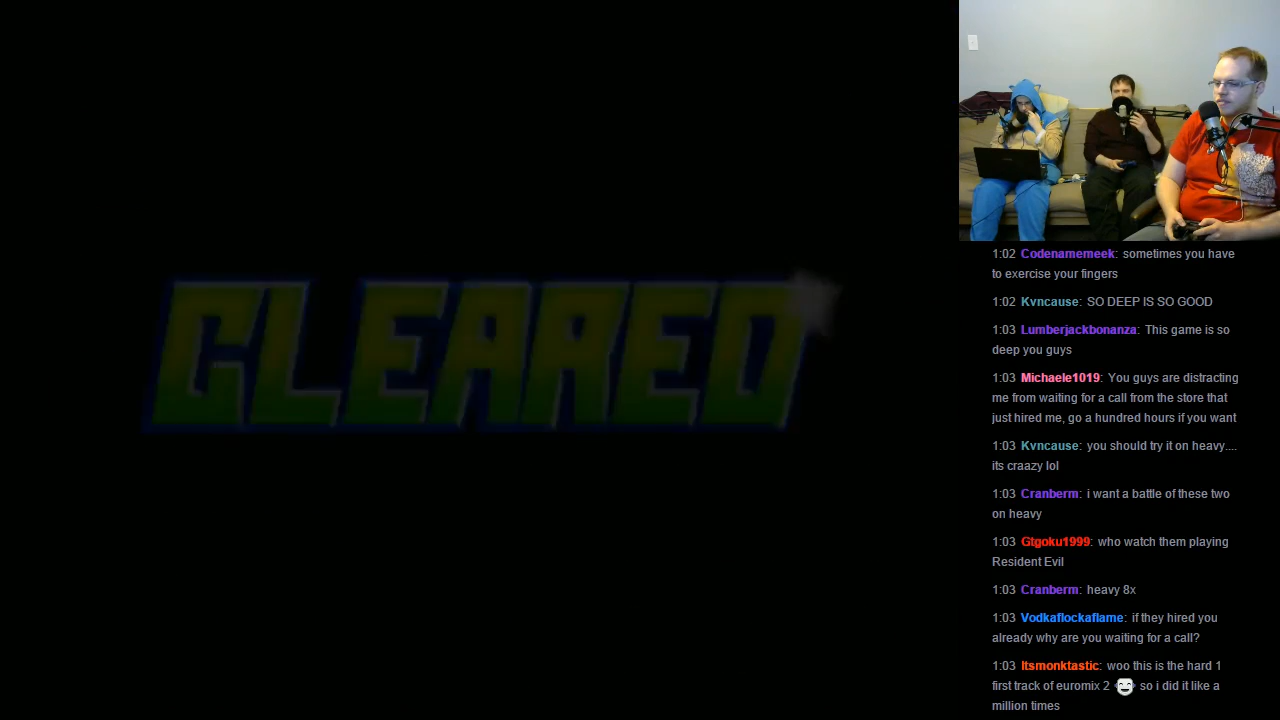 CLEARED
1:02 Codenamemeek: sometimes you have
to exercise your fingers
1:02 Kvncause: SO DEEP IS SO GOOD
1:03 Lumberjackbonanza: This game is so
deep you guys
1:03 Michaele1019: You guys are distracting
me from waiting for a call from the store that
just hired me, go a hundred hours if you want
1:03 Kvncause: you should try it on heavy....
its craazy lol
1:03 Cranberm: i want a battle of these two
on heavy
1:03 Gtgoku1999: who watch them playing
Resident Evil
1:03 Cranberm: heavy 8x
1:03 Vodkaflockaflame: if they hired you
already why are you waiting for a call?
1:03 Itsmonktastic: woo this is the hard 1
first track of euromix 2 so i did it like a
million times